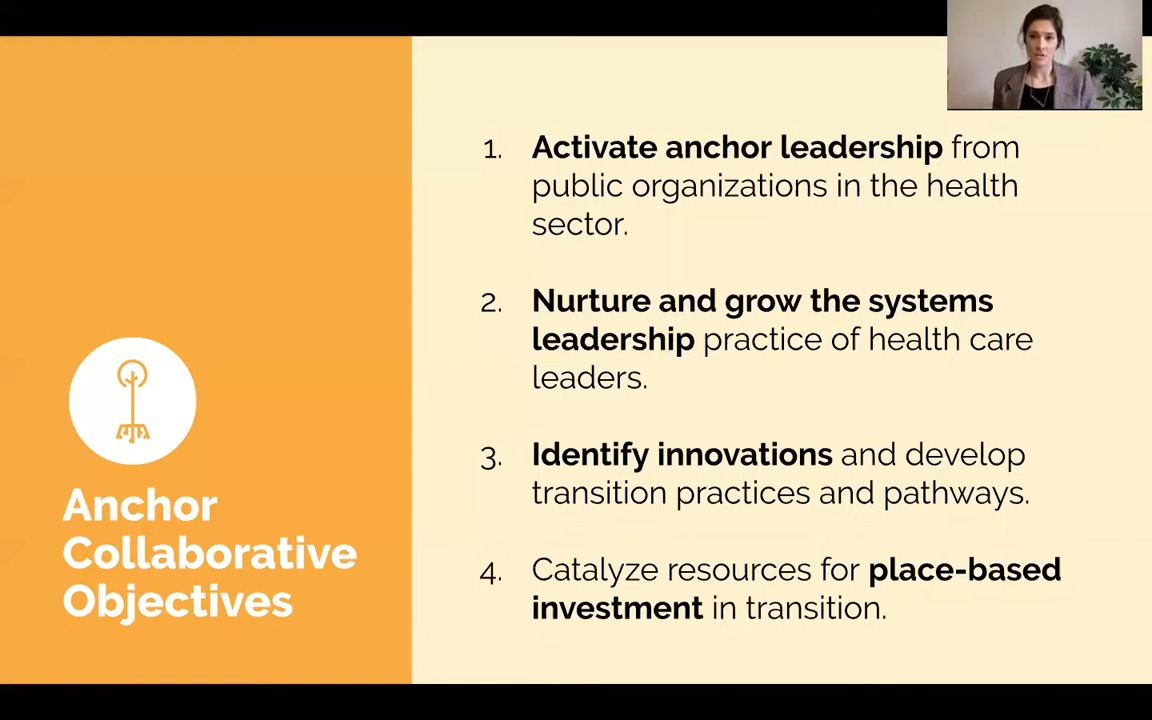 Anchor
Collaborative
Objectives
1. Activate anchor leadership from
public organizations in the health
sector.
2. Nurture and grow the systems
leadership practice of health care
leaders.
3. Identify innovations and develop
transition practices and pathways.
4. Catalyze resources for place-based
investment in transition.